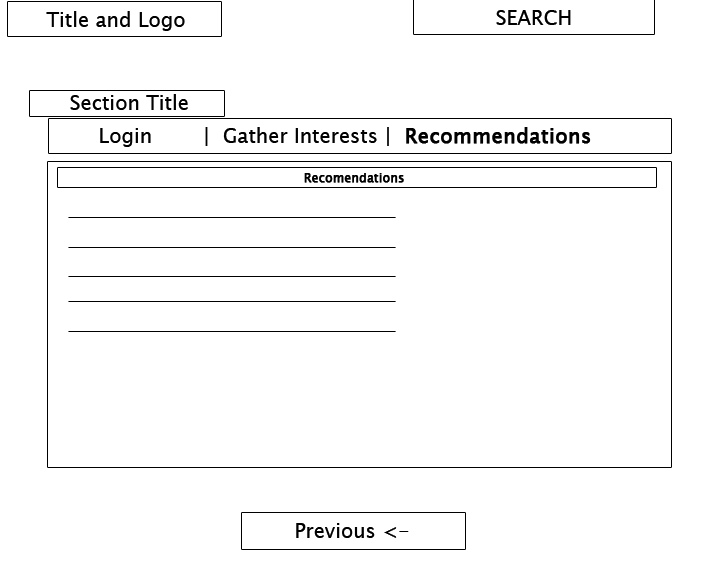 Title and Logo
SEARCH
Section Title
Login | Gather Interests | Recommendations
Recomendations
Previous <-